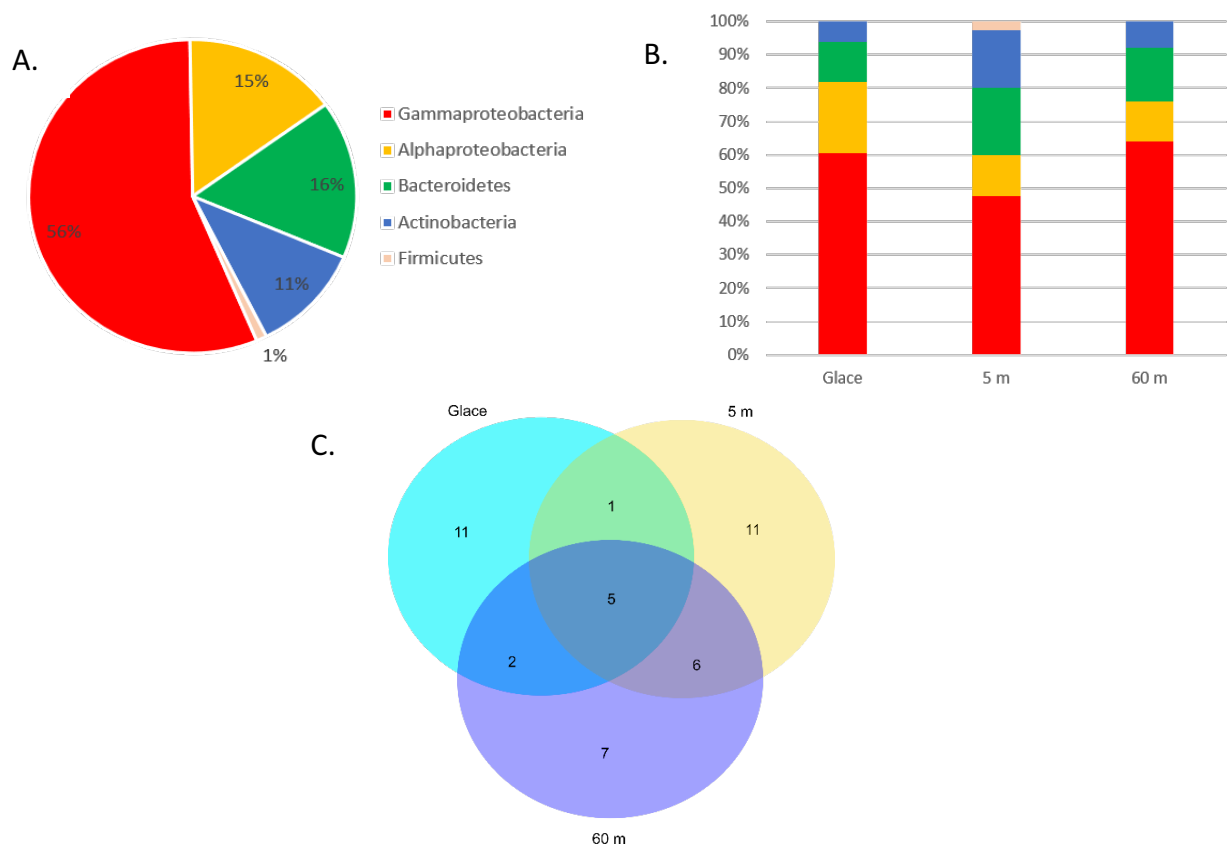 A.
15%
16%
11%
1%
56%
Gammaproteobacteria
Alphaproteobacteria
Bacteroidetes
Actinobacteria
Firmicutes
B.
100%
90%
80%
70%
60%
50%
40%
30%
20%
10%
0%
Glace 5 m 60 m
C.
Glace 5 m
1
11 11
5
2 6
7
60 m